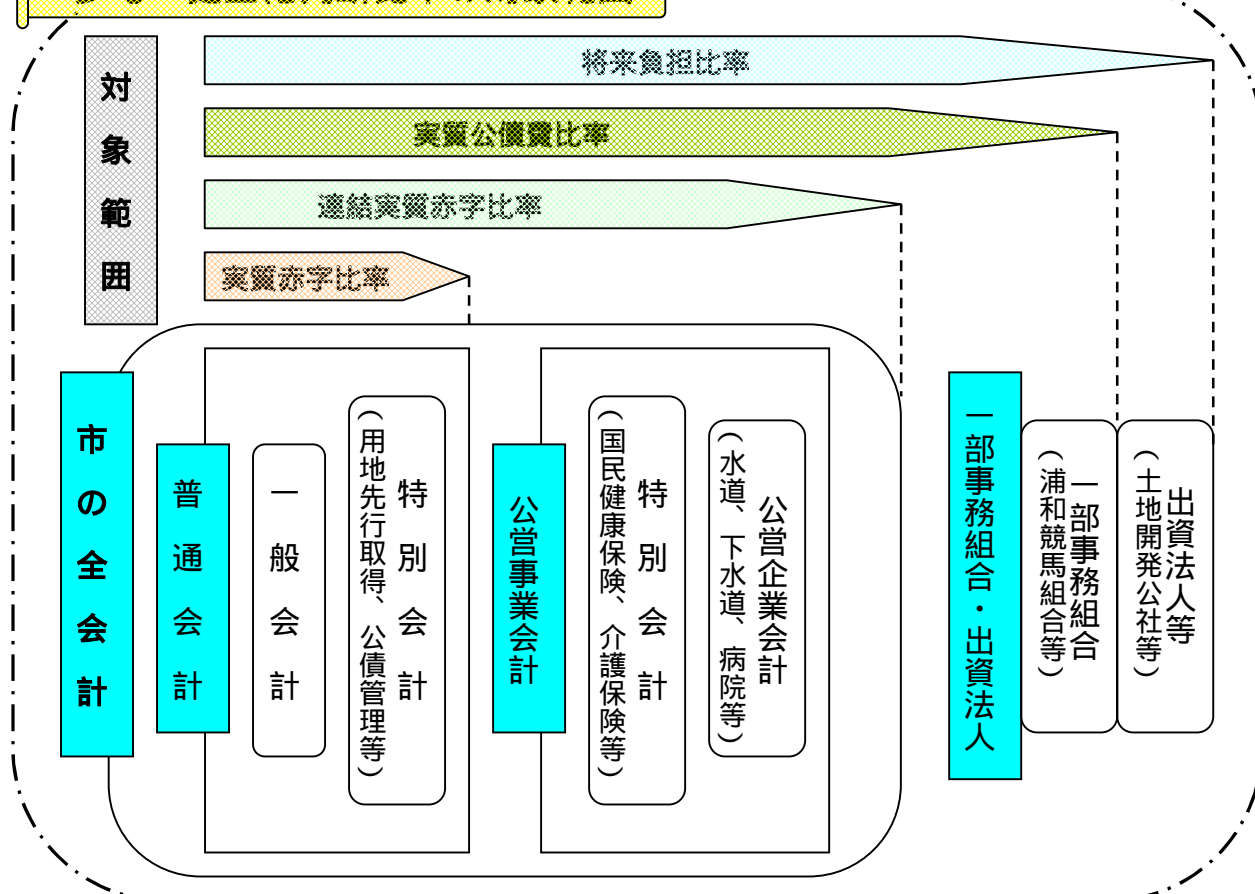 対象範囲
将来負担比率
実質公債費比率
連結実質赤字比率
実質赤字比率
市の全会計
普通会計
一般会計
特別会計
(用地先行取得、公債管理等)
公営事業会計
特別会計
(国民健康保険、介護保険等)
公営企業会計
(水道、下水道、病院等)
一部事務組合・出資法人
一部事務組合
(浦和競馬組合等)
出資法人等
(土地開発公社等)